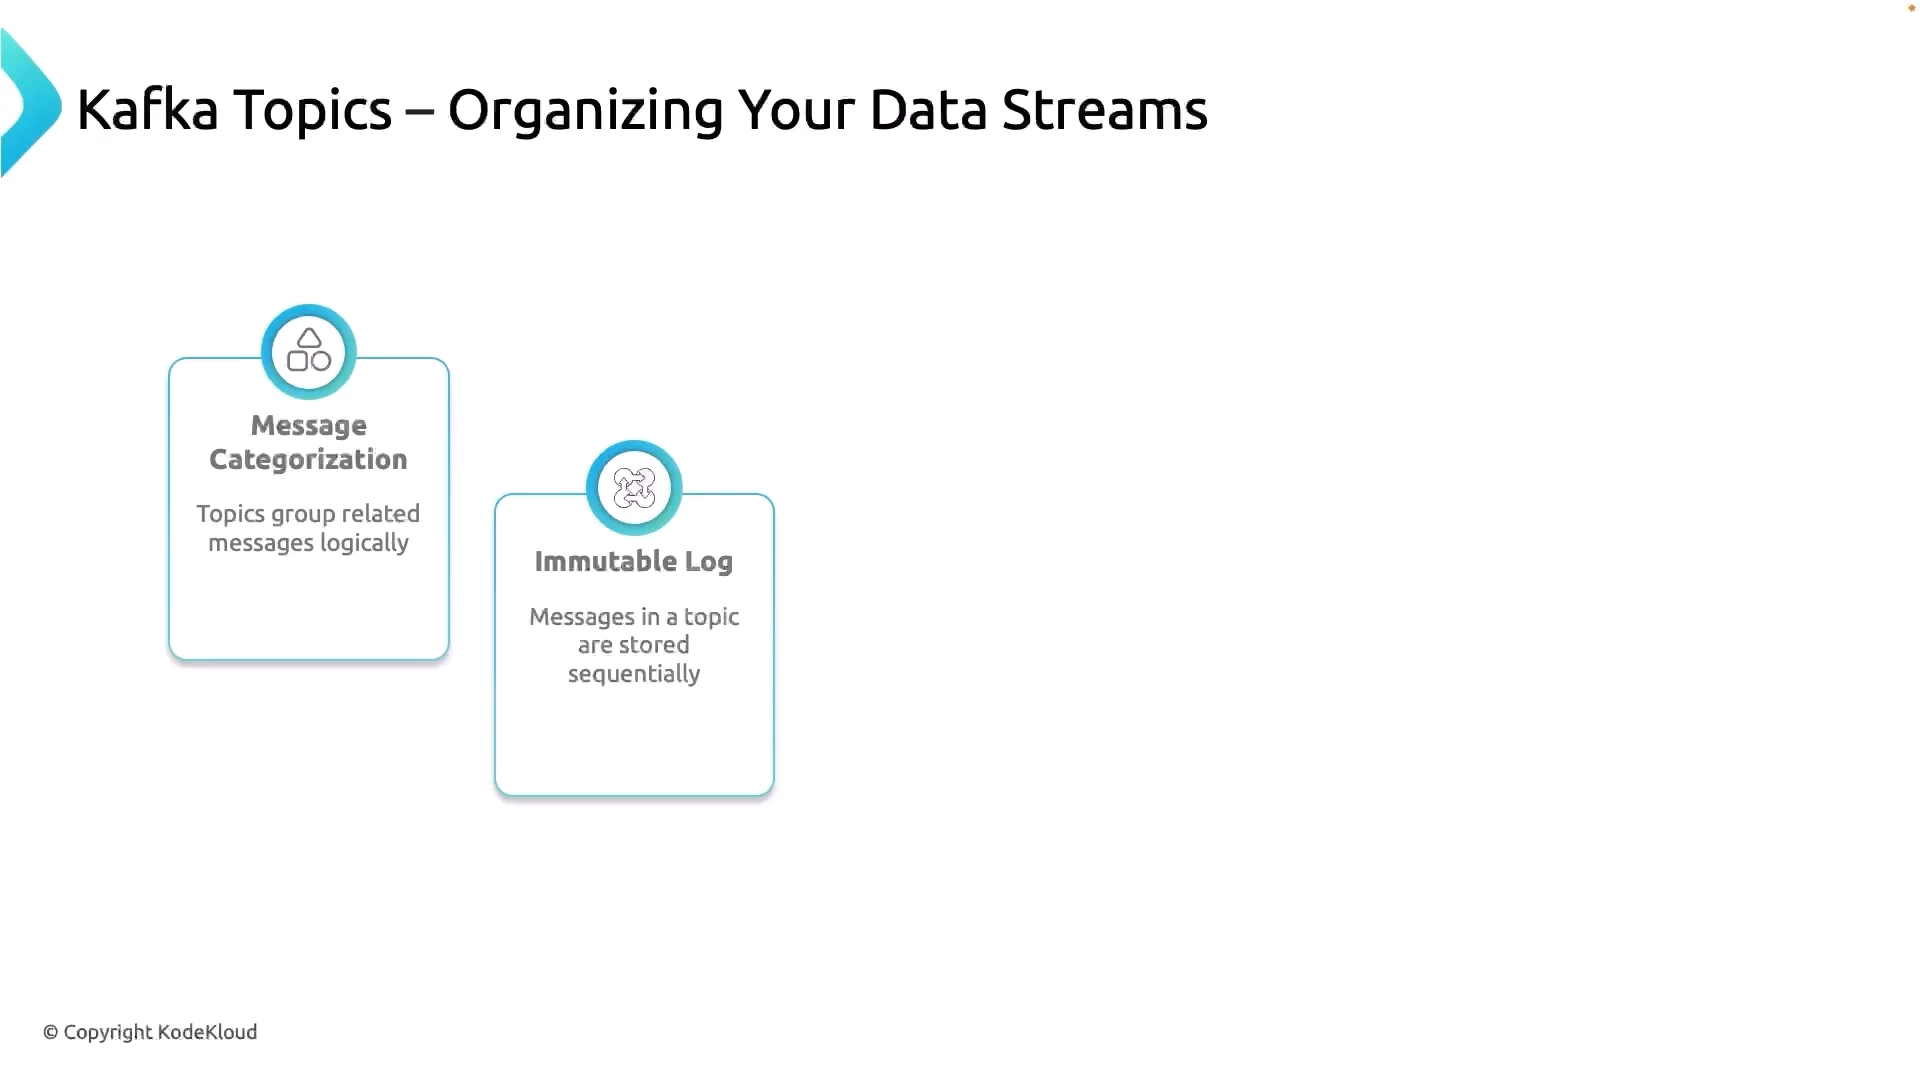 Kafka Topics – Organizing Your Data Streams
Message
Categorization
Topics group related
messages logically
Immutable Log
Messages in a topic
are stored
sequentially
© Copyright KodeKloud